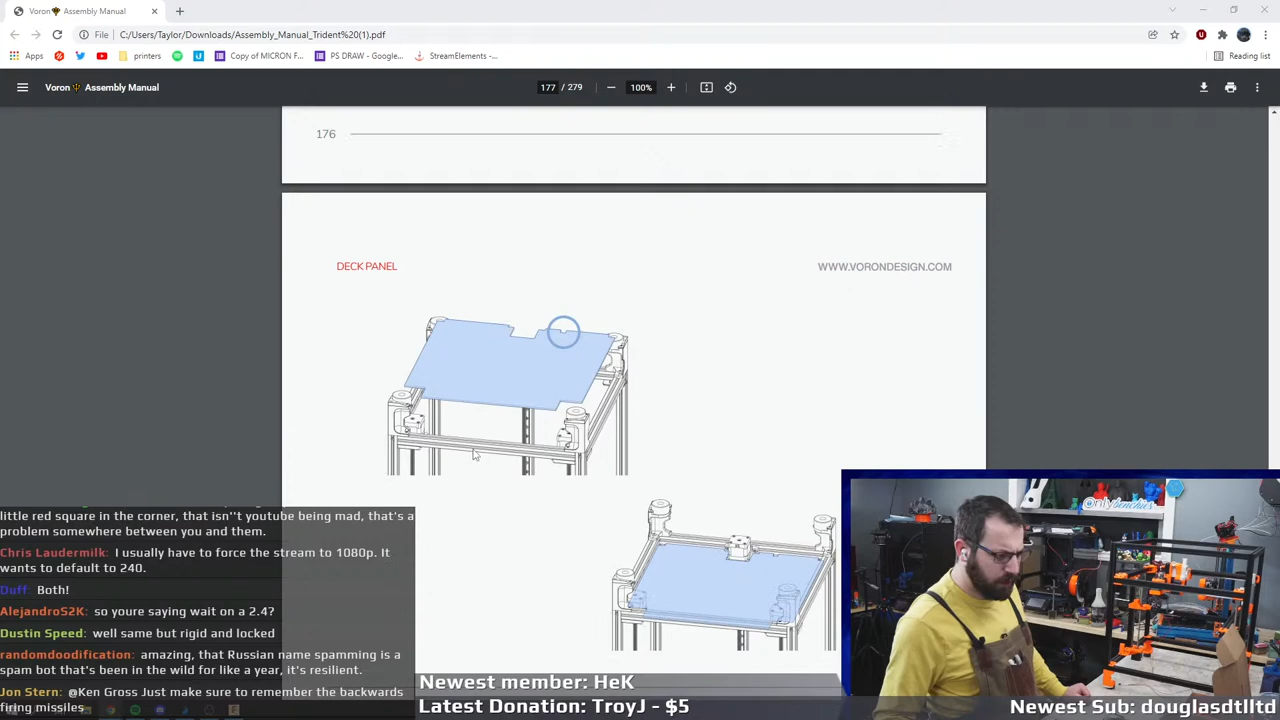 Voron Assembly Manual
File
C:/Users/Taylor/Downloads/Assembly_Manual_Trident%20(1).pdf
Apps
printers
Copy of MICRON F...
PS DRAW - Google...
StreamElements -...
Reading list
Voron Assembly Manual
177 / 279
100%
176
DECK PANEL
WWW.VORONDESIGN.COM
@nitybenchies
little red square in the corner, that isn''t youtube being mad, that's a
problem somewhere between you and them.
Chris Laudermilk: I usually have to force the stream to 1080p. It
wants to default to 240.
Duff: Both!
AlejandroS2K: so youre saying wait on a 2.4?
Dustin Speed: well same but rigid and locked
randomdoodification: amazing, that Russian name spamming is a
spam bot that's been in the wild for like a year, it's resilient.
Jon Stern: @Ken Gross Just make sure to remember the backwards
firing missiles
Newest member: HeK
Latest Donation: TroyJ - $5
Newest Sub: douglasdtlltd